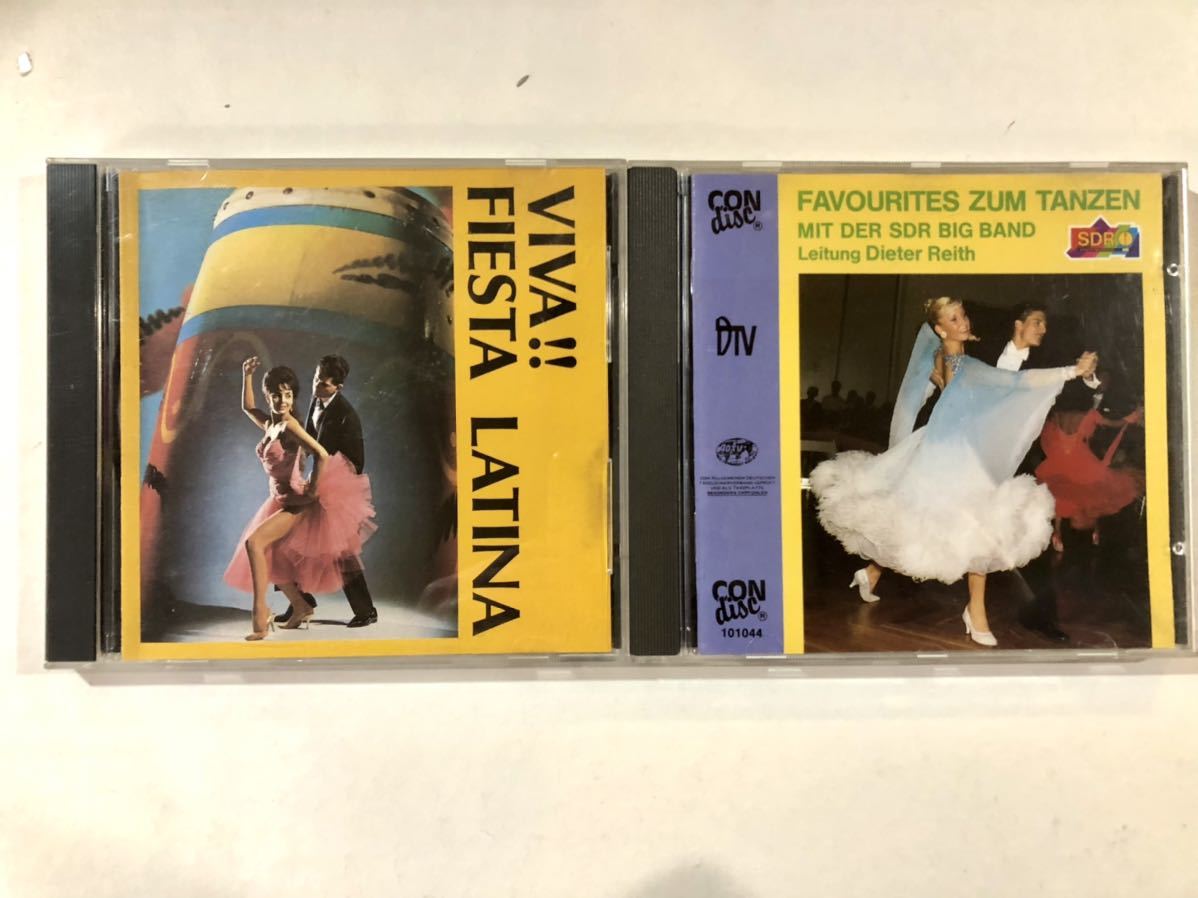 VIVA!!
FIESTA LATINA
CON
disc®
DTV
CON
disc®
101044
FAVOURITES ZUM TANZEN
MIT DER SDR BIG BAND
Leitung Dieter Reith
SDR